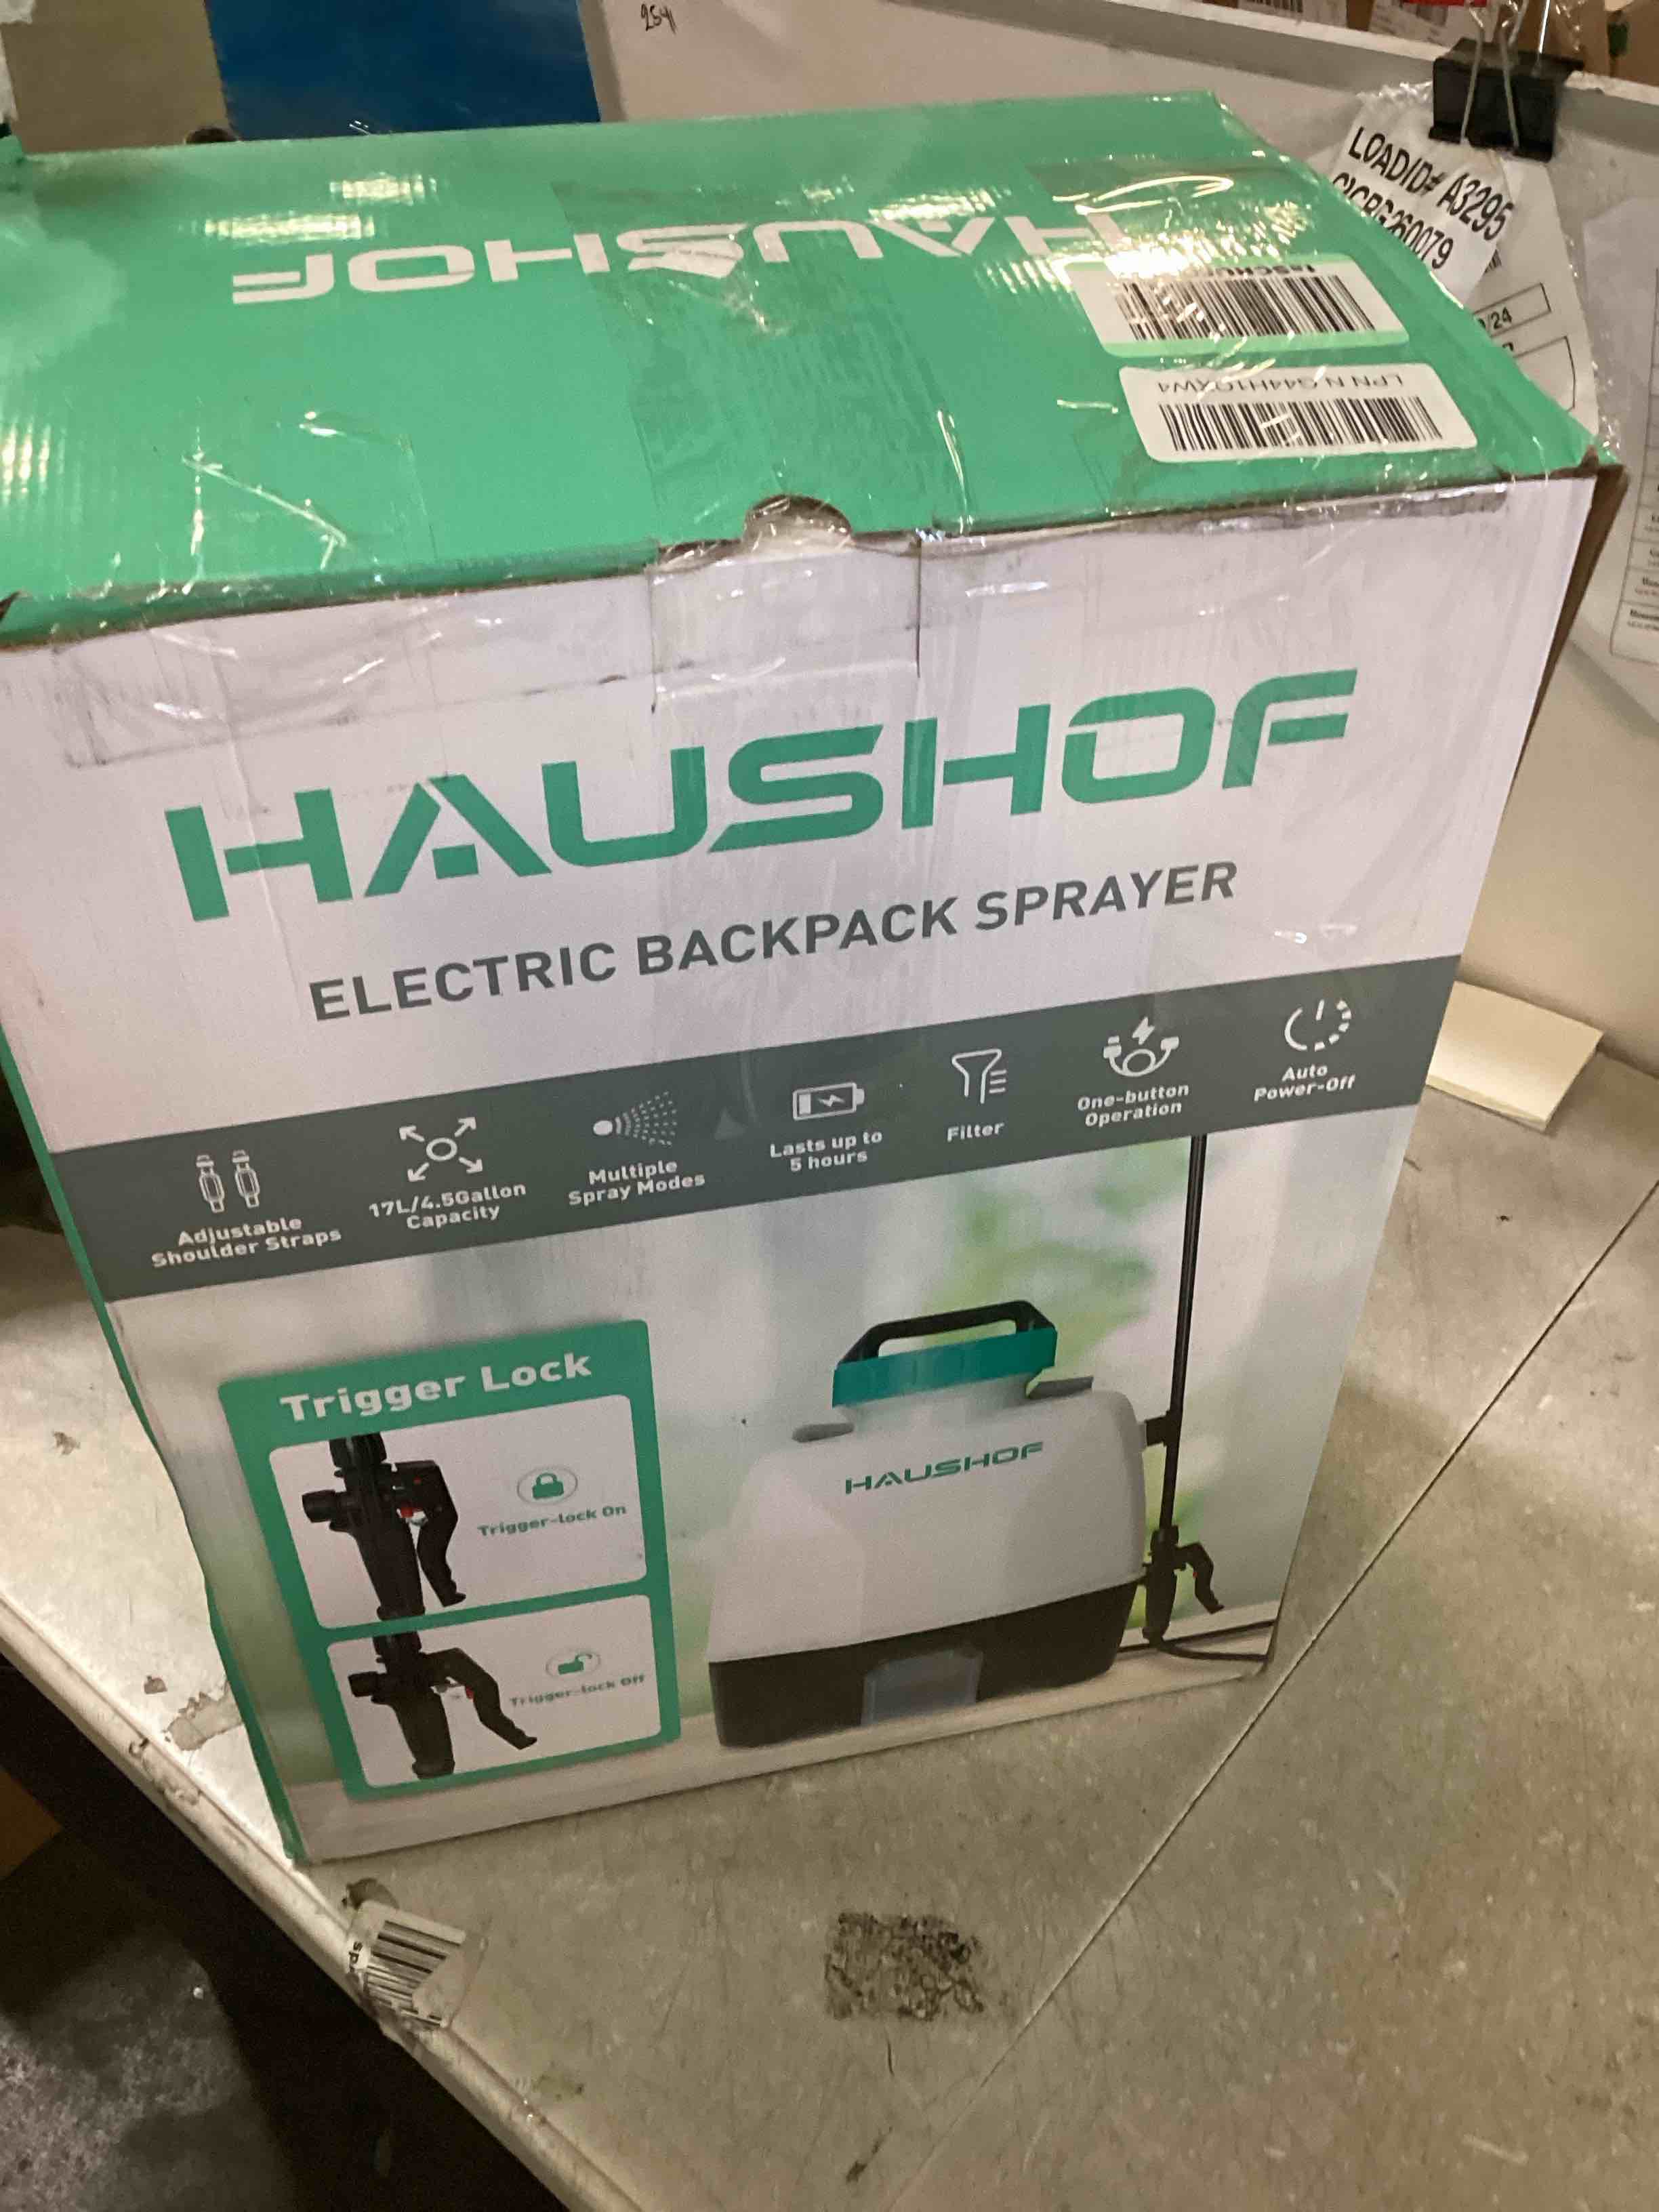 254
LOADID# A3295
HAUSHOF
LPN N G44H10XW4
HAUSHOF
ELECTRIC BACKPACK SPRAYER
Adjustable
Shoulder Straps
17L/4.5Gallon
Capacity
Multiple
Spray Modes
Lasts up to
5 hours
Filter
One-button
Operation
Auto
Power-Off
Trigger Lock
Trigger-lock On
Trigger-lock Off
HAUSHOF